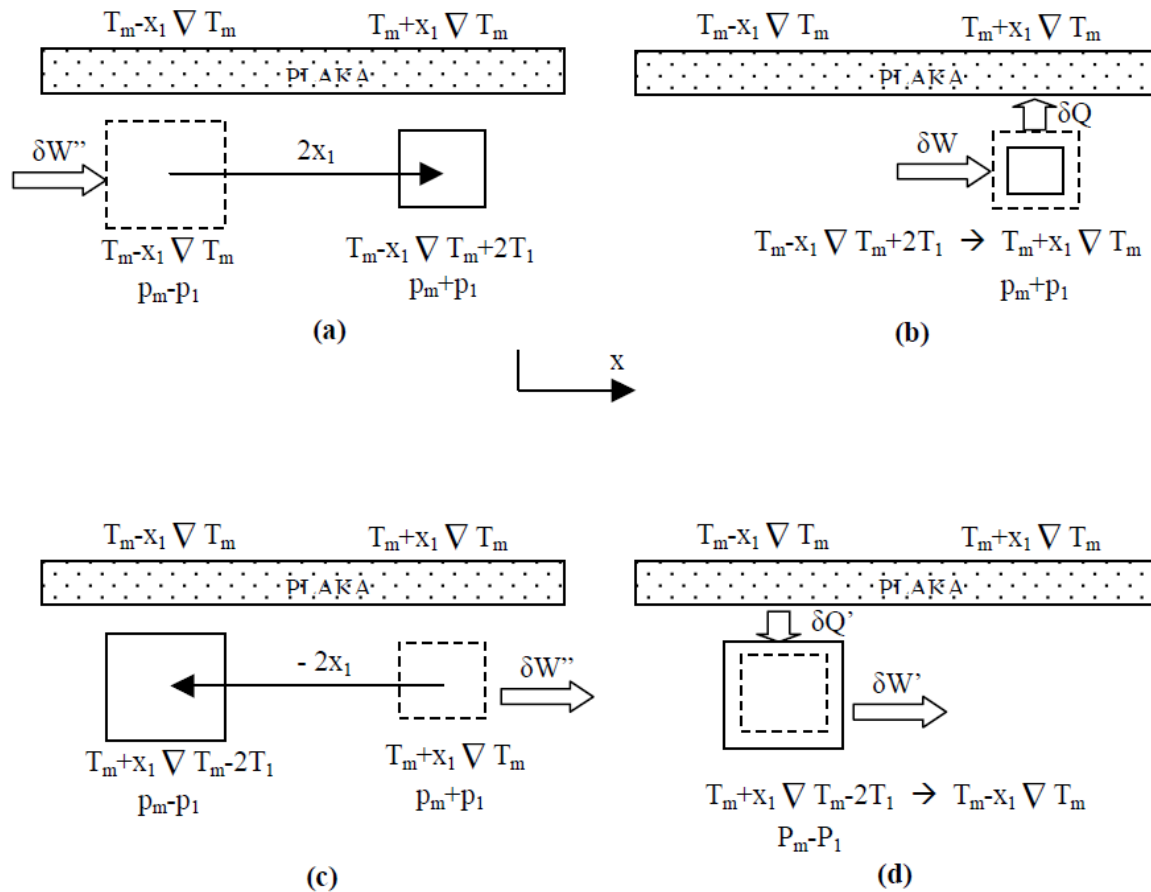 Tₘ-x₁ ∇ Tₘ Tₘ+x₁ ∇ Tₘ
PLAKA
δW”
2x₁
Tₘ-x₁ ∇ Tₘ Tₘ-x₁ ∇ Tₘ+2T₁
pₘ-p₁ pₘ+p₁
(a)
Tₘ-x₁ ∇ Tₘ Tₘ+x₁ ∇ Tₘ
PLAKA
δQ
δW
Tₘ-x₁ ∇ Tₘ+2T₁ → Tₘ+x₁ ∇ Tₘ
pₘ+p₁
(b)
x
Tₘ-x₁ ∇ Tₘ Tₘ+x₁ ∇ Tₘ
PLAKA
- 2x₁
δW”
Tₘ+x₁ ∇ Tₘ-2T₁ Tₘ+x₁ ∇ Tₘ
pₘ-p₁ pₘ+p₁
(c)
Tₘ-x₁ ∇ Tₘ Tₘ+x₁ ∇ Tₘ
PLAKA
δQ’
δW’
Tₘ+x₁ ∇ Tₘ-2T₁ → Tₘ-x₁ ∇ Tₘ
Pₘ-P₁
(d)